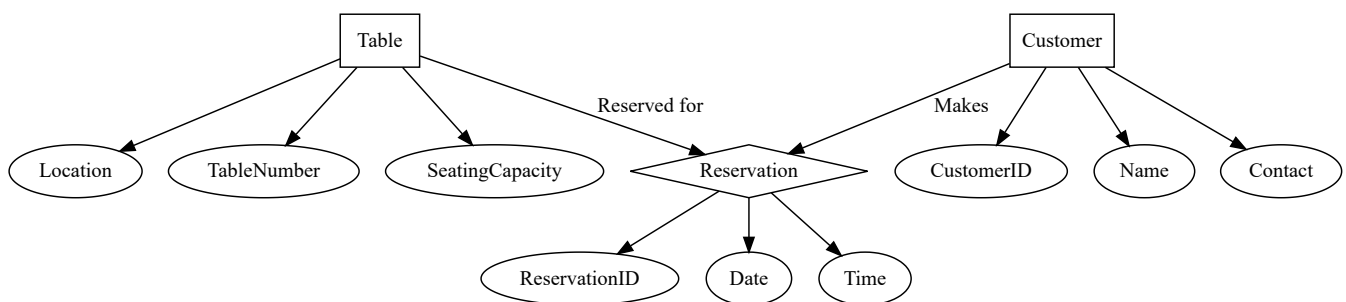 Table
Customer
Reserved for
Makes
Location
TableNumber
SeatingCapacity
Reservation
CustomerID
Name
Contact
ReservationID
Date
Time